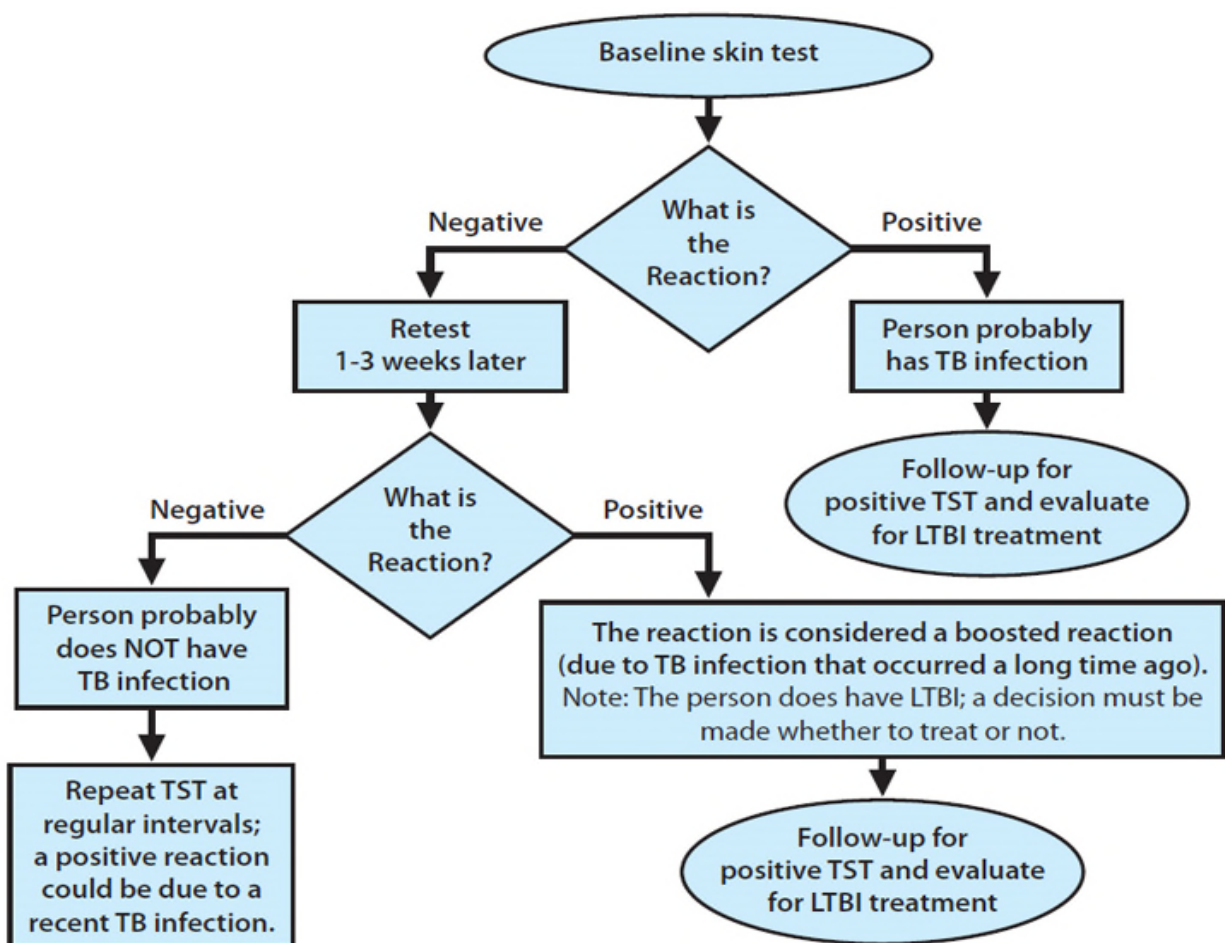 Baseline skin test
What is
the
Reaction?
Negative
Positive
Retest
1-3 weeks later
Person probably
has TB infection
Follow-up for
positive TST and evaluate
for LTBI treatment
What is
the
Reaction?
Negative
Positive
Person probably
does NOT have
TB infection
The reaction is considered a boosted reaction
(due to TB infection that occurred a long time ago).
Note: The person does have LTBI; a decision must be
made whether to treat or not.
Repeat TST at
regular intervals;
a positive reaction
could be due to a
recent TB infection.
Follow-up for
positive TST and evaluate
for LTBI treatment